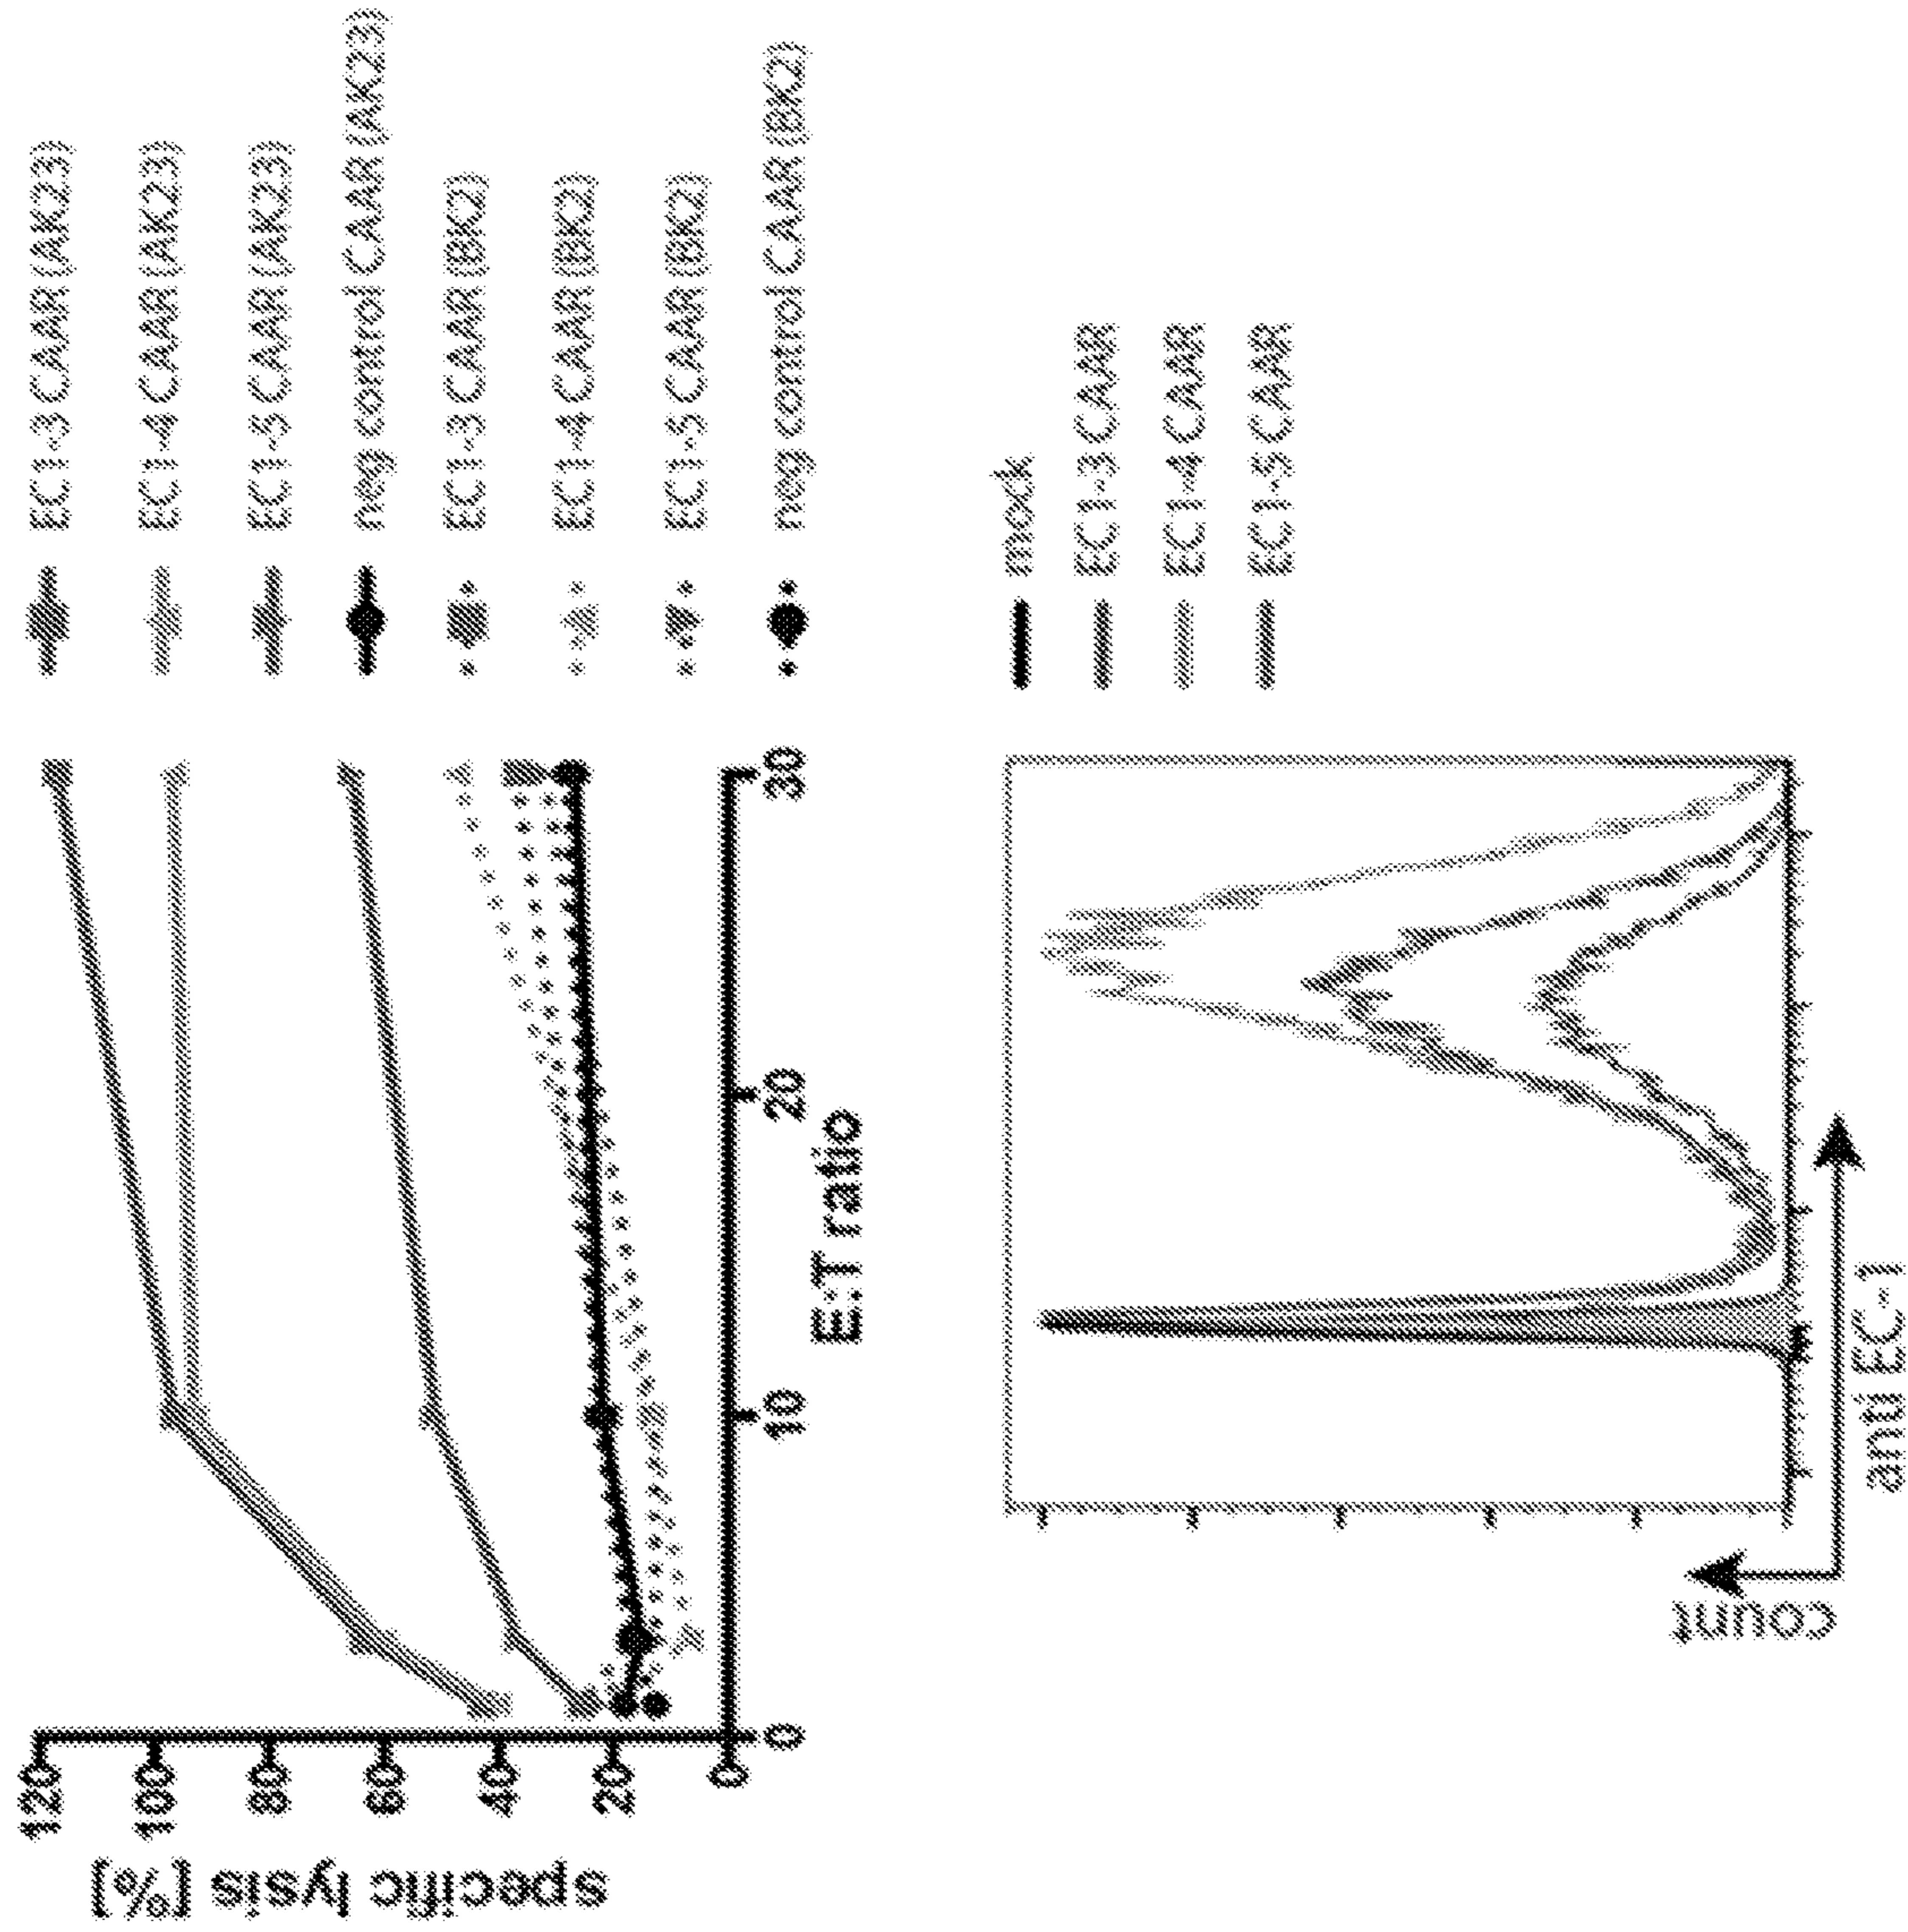 specific lysis [%]
120
100
80
60
40
20
0
0
10
20
30
E:T ratio
EC1-3 CAAR (AK23)
EC1-4 CAAR (AK23)
EC1-5 CAAR (AK23)
neg control CAAR (AK23)
EC1-3 CAAR (BK2)
EC1-4 CAAR (BK2)
EC1-5 CAAR (BK2)
neg control CAAR (BK2)
count
anti EC-1
mock
EC1-3 CAAR
EC1-4 CAAR
EC1-5 CAAR